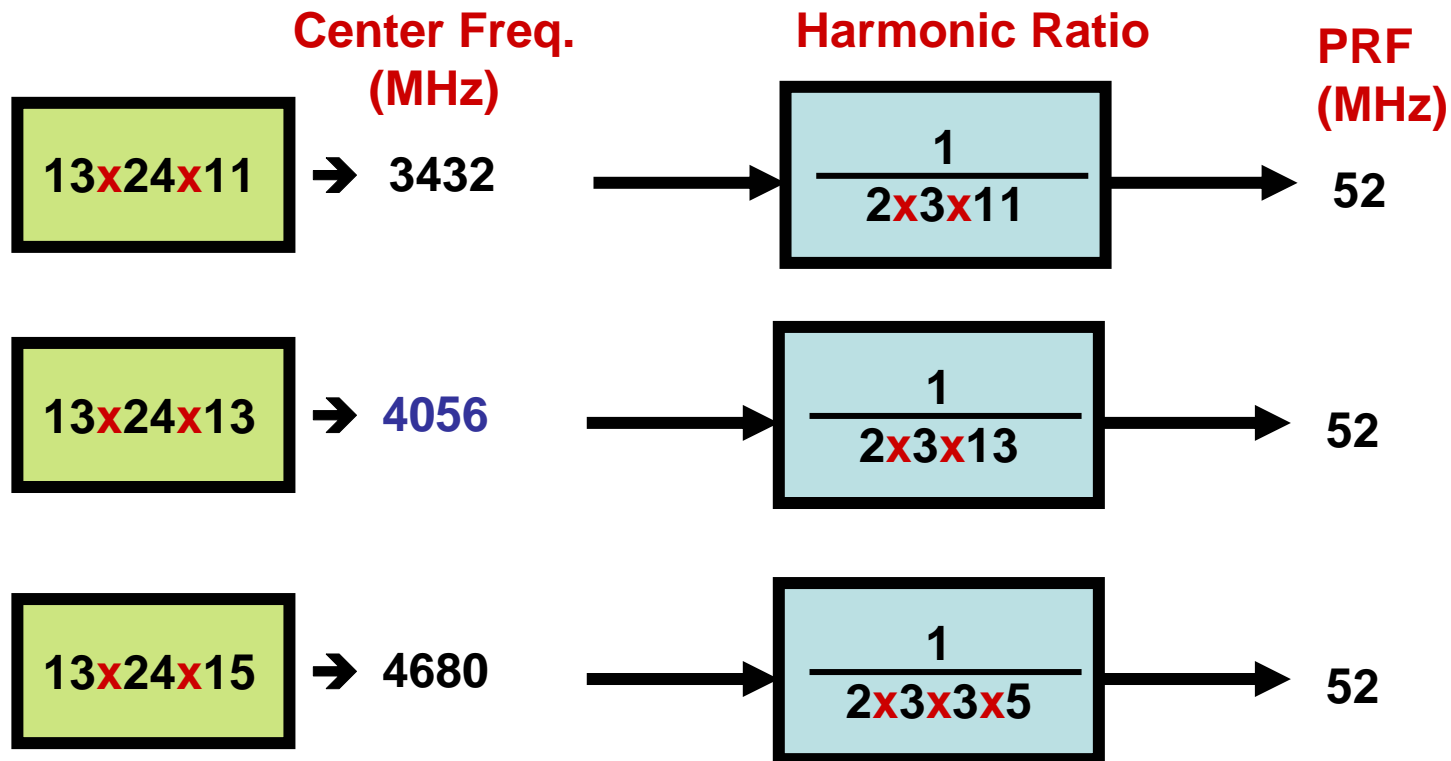 Center Freq.
(MHz)
Harmonic Ratio
PRF
(MHz)
13x24x11 ➔ 3432
1
2x3x11
52
13x24x13 ➔ 4056
1
2x3x13
52
13x24x15 ➔ 4680
1
2x3x3x5
52